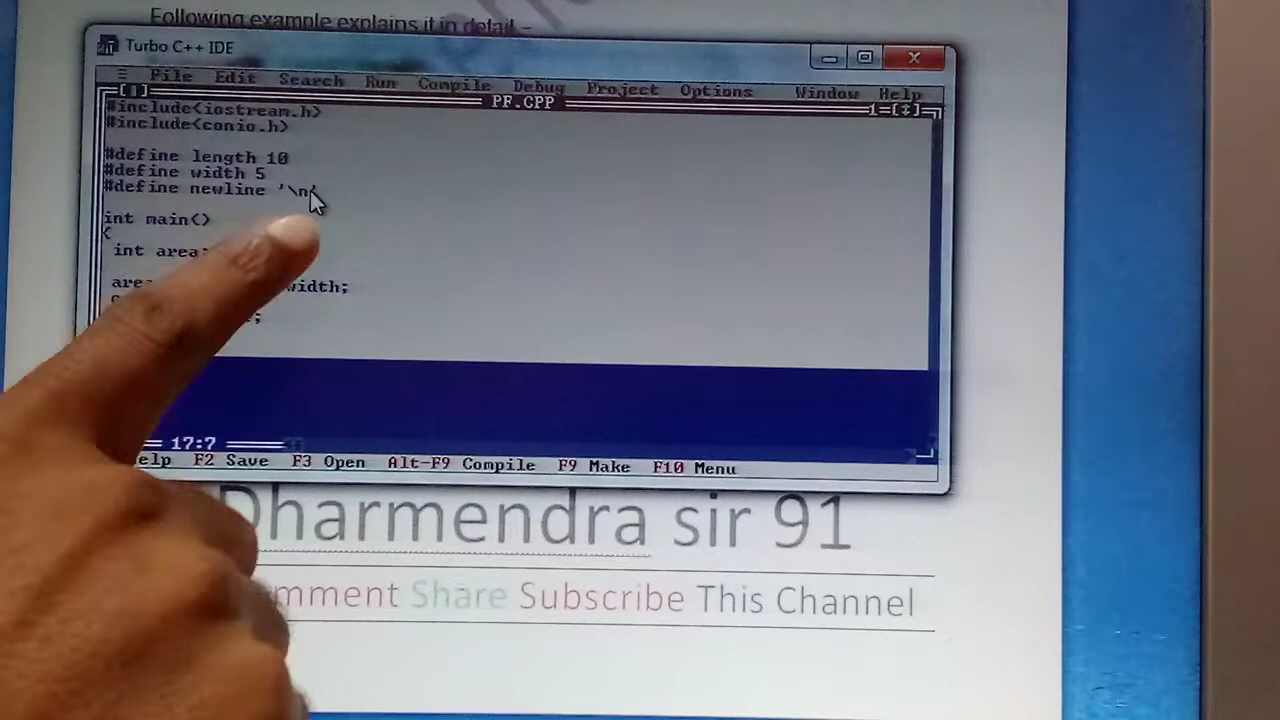 Following example explains it in detail –
Turbo C++ IDE
File Edit Search Run Compile Debug Project Options Window Help
PF.CPP
1=[↕]
#include<iostream.h>
#include<conio.h>
#define length 10
#define width 5
#define newline '\n'
int main()
{
int area;
width;
;
17:7
F2 Save F3 Open Alt-F9 Compile F9 Make F10 Menu
Dharmendra sir 91
Share Subscribe This Channel